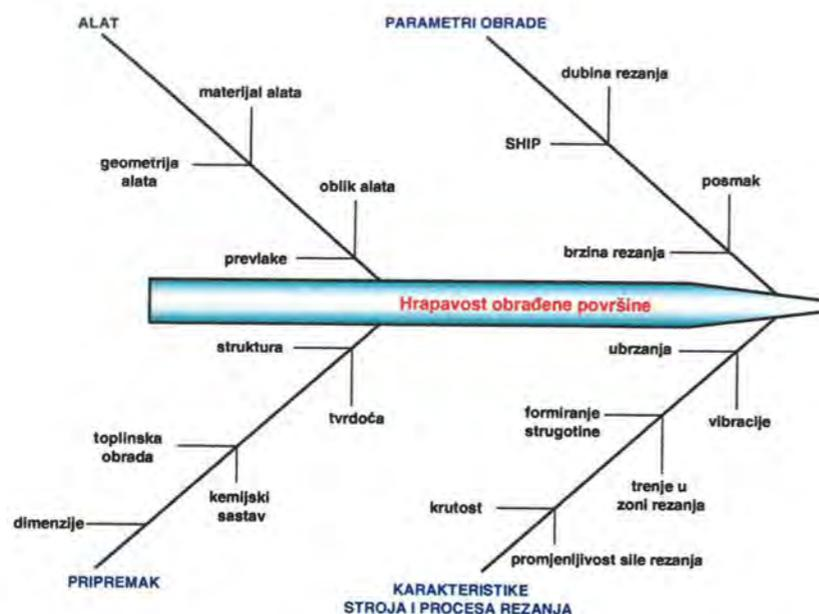 ALAT
PARAMETRI OBRADE
materijal alata
geometrija
alata
oblik alata
prevlake
dubina rezanja
SHIP
posmak
brzina rezanja
Hrapavost obrađene površine
struktura
tvrdoća
toplinska
obrada
kemijski
sastav
dimenzije
PRIPREMAK
ubrzanja
vibracije
formiranje
strugotine
trenje u
zoni rezanja
krutost
promjenljivost sile rezanja
KARAKTERISTIKE
STROJA I PROCESA REZANJA